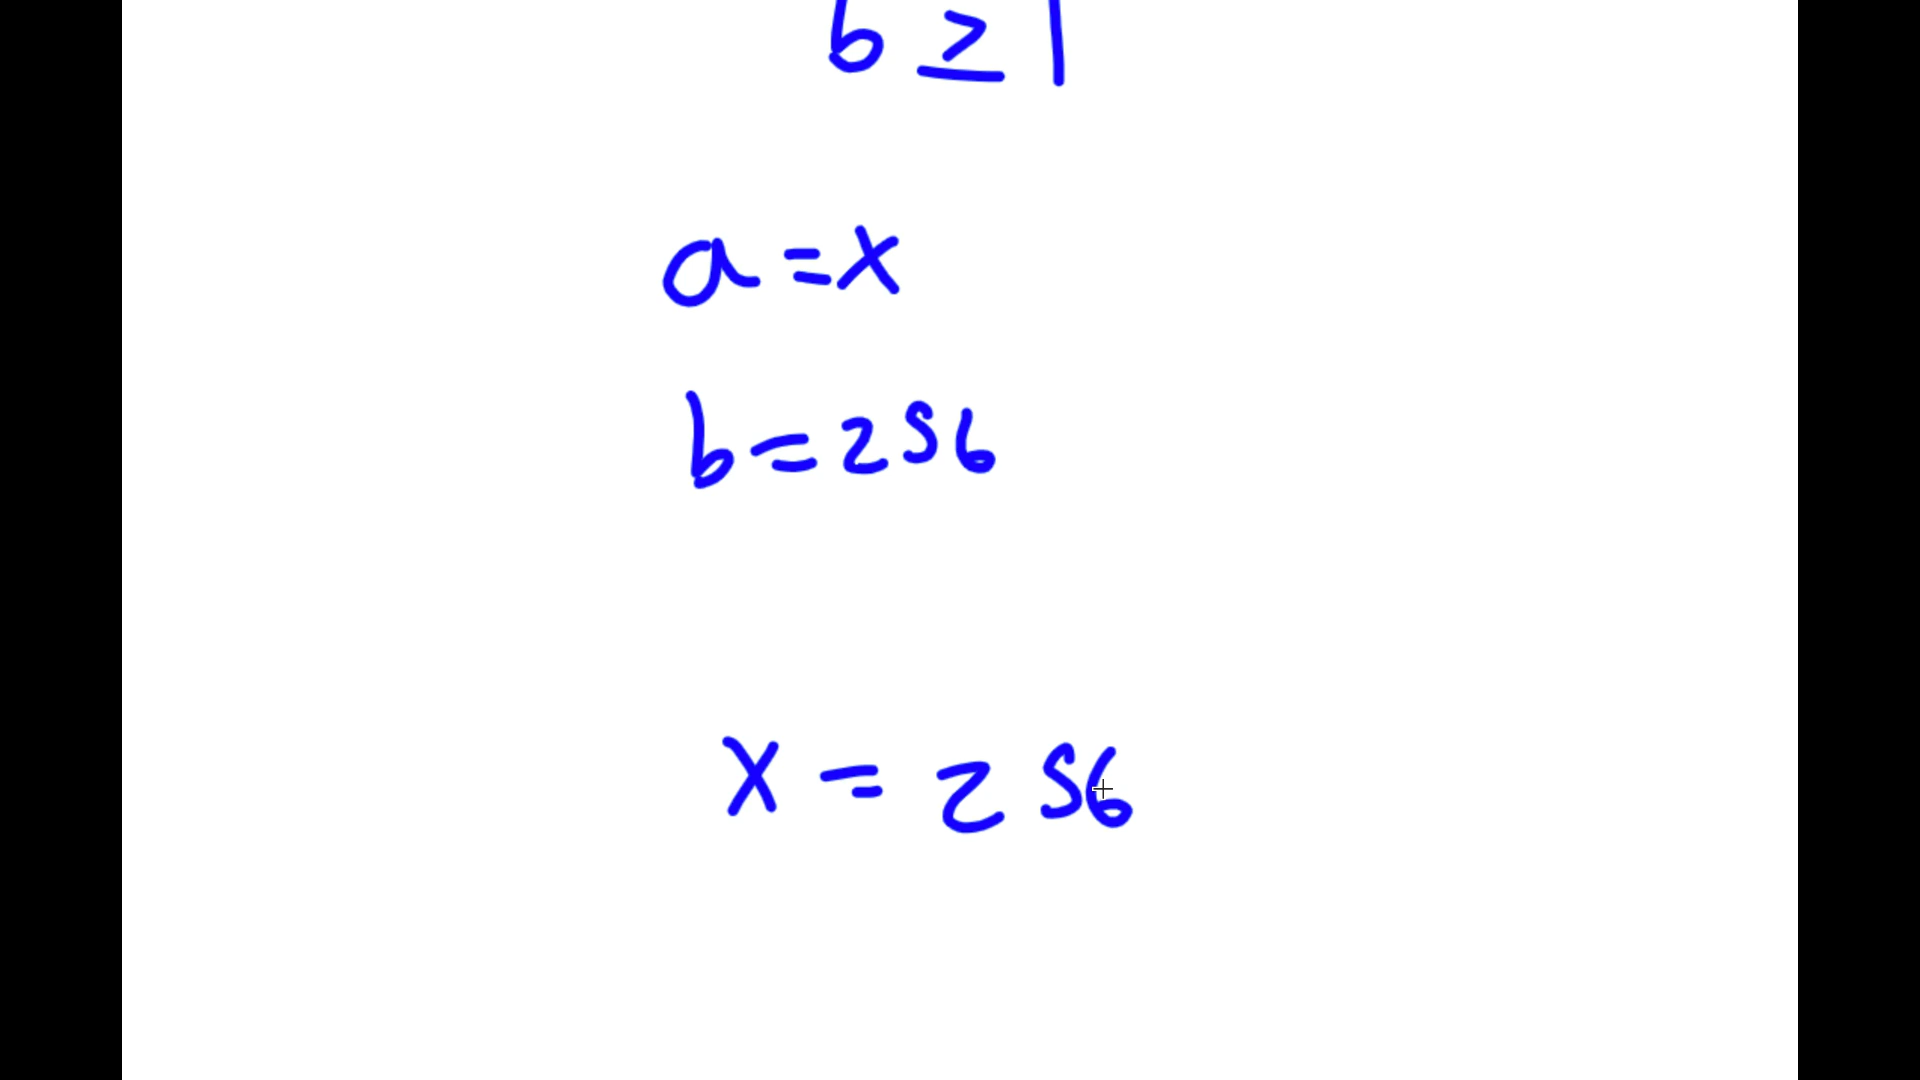 b ≥ 1
a = x
b = 256
x = 256